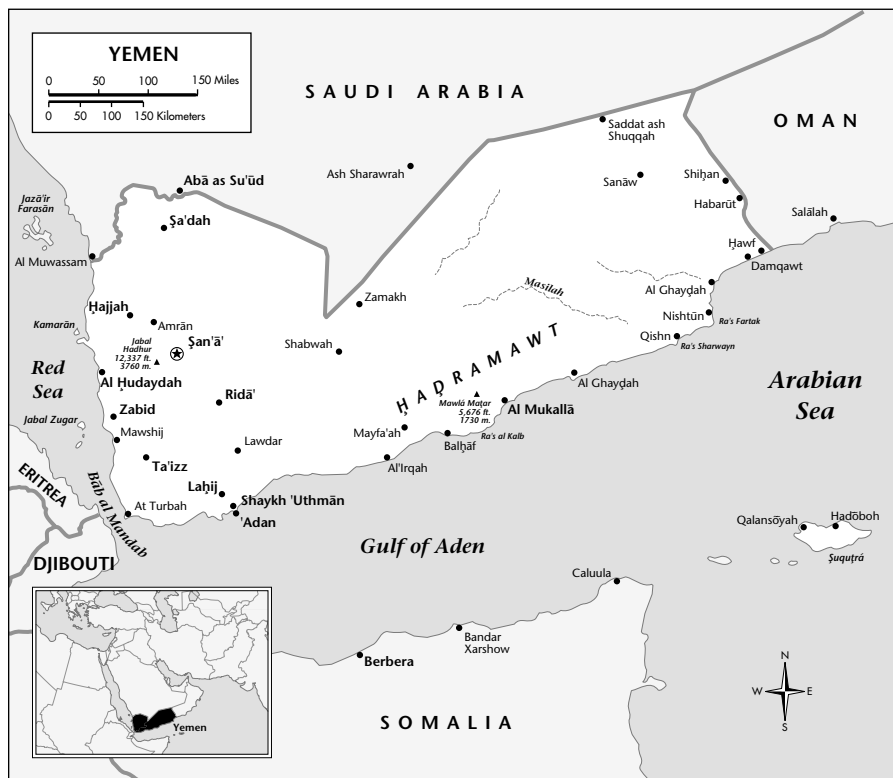 YEMEN
0 50 100 150 Miles
0 50 100 150 Kilometers
SAUDI ARABIA
OMAN
Saddat ash
Shuqqah
Ash Sharawrah
Sanāw
Shiḥan
Habarūt
Salālah
Abā as Su'ūd
Jazā'ir
Farasān
Ṣa'dah
Al Muwassam
Ḥawf
Damqawt
Al Ghayḍah
Masilah
Zamakh
Nishtūn
Ra's Fartak
Ḥajjah
Amrān
Kamarān
Ṣan'ā'
Jabal
Hadhur
12,337 ft.
3760 m.
Shabwah
Qishn
Ra's Sharwayn
ḤAḌRAMAWT
Red
Sea
Al Ḥudaydah
Al Ghayḍah
Arabian
Sea
Ridā'
Mawlá Maṭar
5,676 ft.
1730 m.
Al Mukallā
Zabid
Jabal Zugar
Mawshij
Mayfa'ah
Balḥāf
Ra's al Kalb
Lawdar
Ta'izz
Al'Irqah
ERITREA
Bāb al Mandab
Laḥij
Shaykh 'Uthmān
'Adan
At Turbah
Qalansōyah
Hadōboh
Ṣuquṭrá
Gulf of Aden
DJIBOUTI
Caluula
Bandar
Xarshow
Berbera
SOMALIA
N
W E
S
Yemen